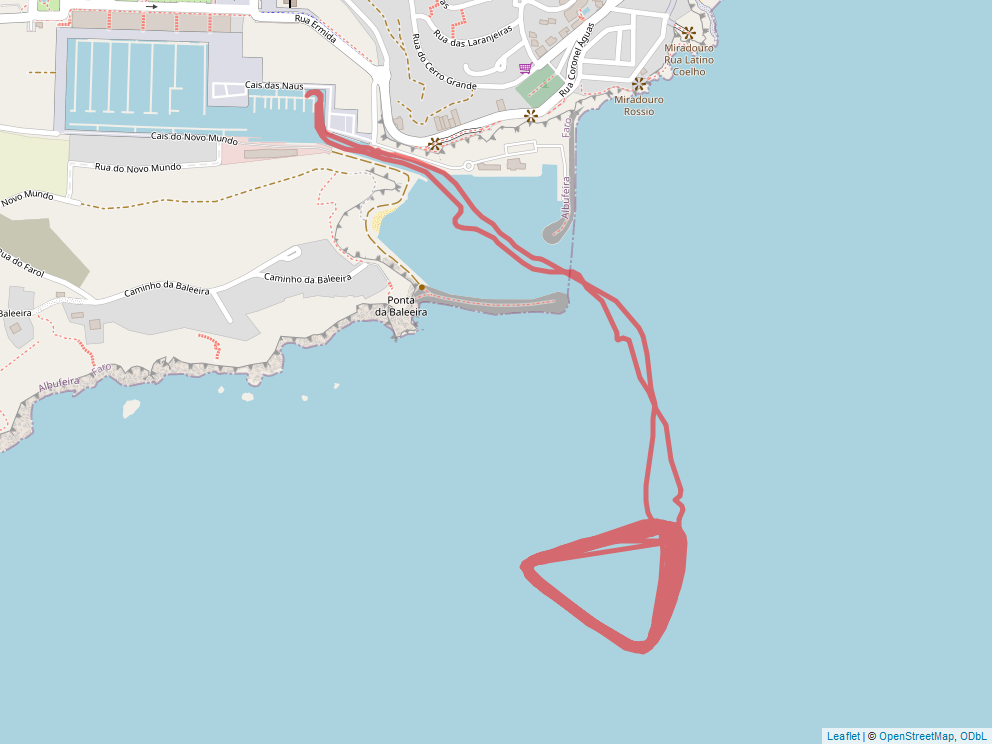 as
Rua Ermida
Rua das Laranjeiras
Rua do Cerro Grande
Rua Coronel Águas
Miradouro
Rua Latino
Coelho
Miradouro
Rossio
Cais das Naus
Cais do Novo Mundo
Rua do Novo Mundo
Novo Mundo
Faro
Albufeira
ua do Farol
Caminho da Baleeira
Caminho da Baleeira
Baleeira
Ponta
da Baleeira
Albufeira
Faro
Leaflet | © OpenStreetMap, ODbL